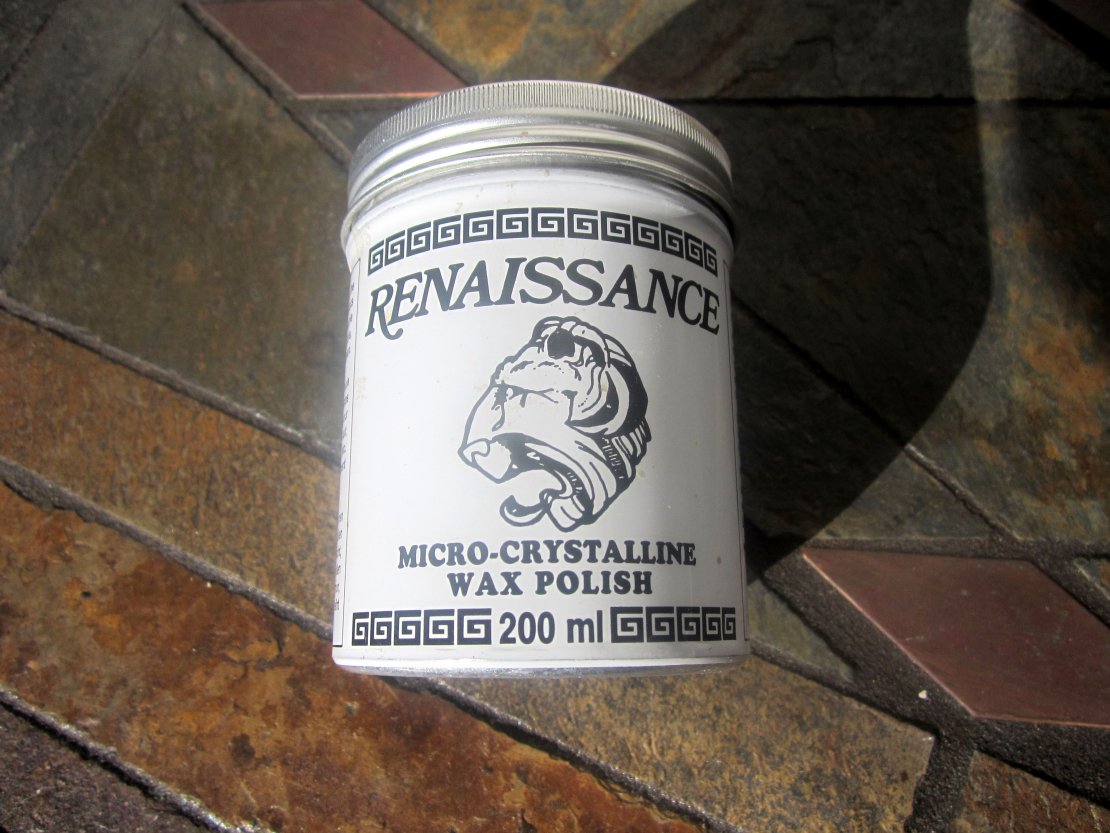 RENAISSANCE
MICRO-CRYSTALLINE
WAX POLISH
200 ml